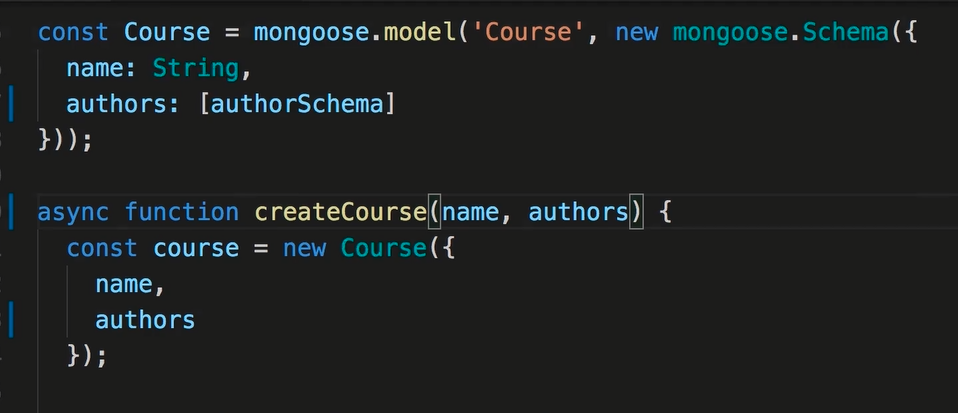 const Course = mongoose.model('Course', new mongoose.Schema({
  name: String,
  authors: [authorSchema]
}));
async function createCourse(name, authors) {
  const course = new Course({
    name,
    authors
  });